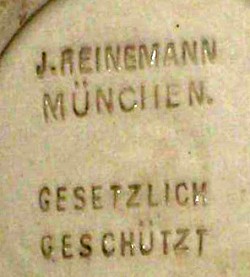 J. REINEMANN
MÜNCHEN.
GESETZLICH
GESCHÜTZT